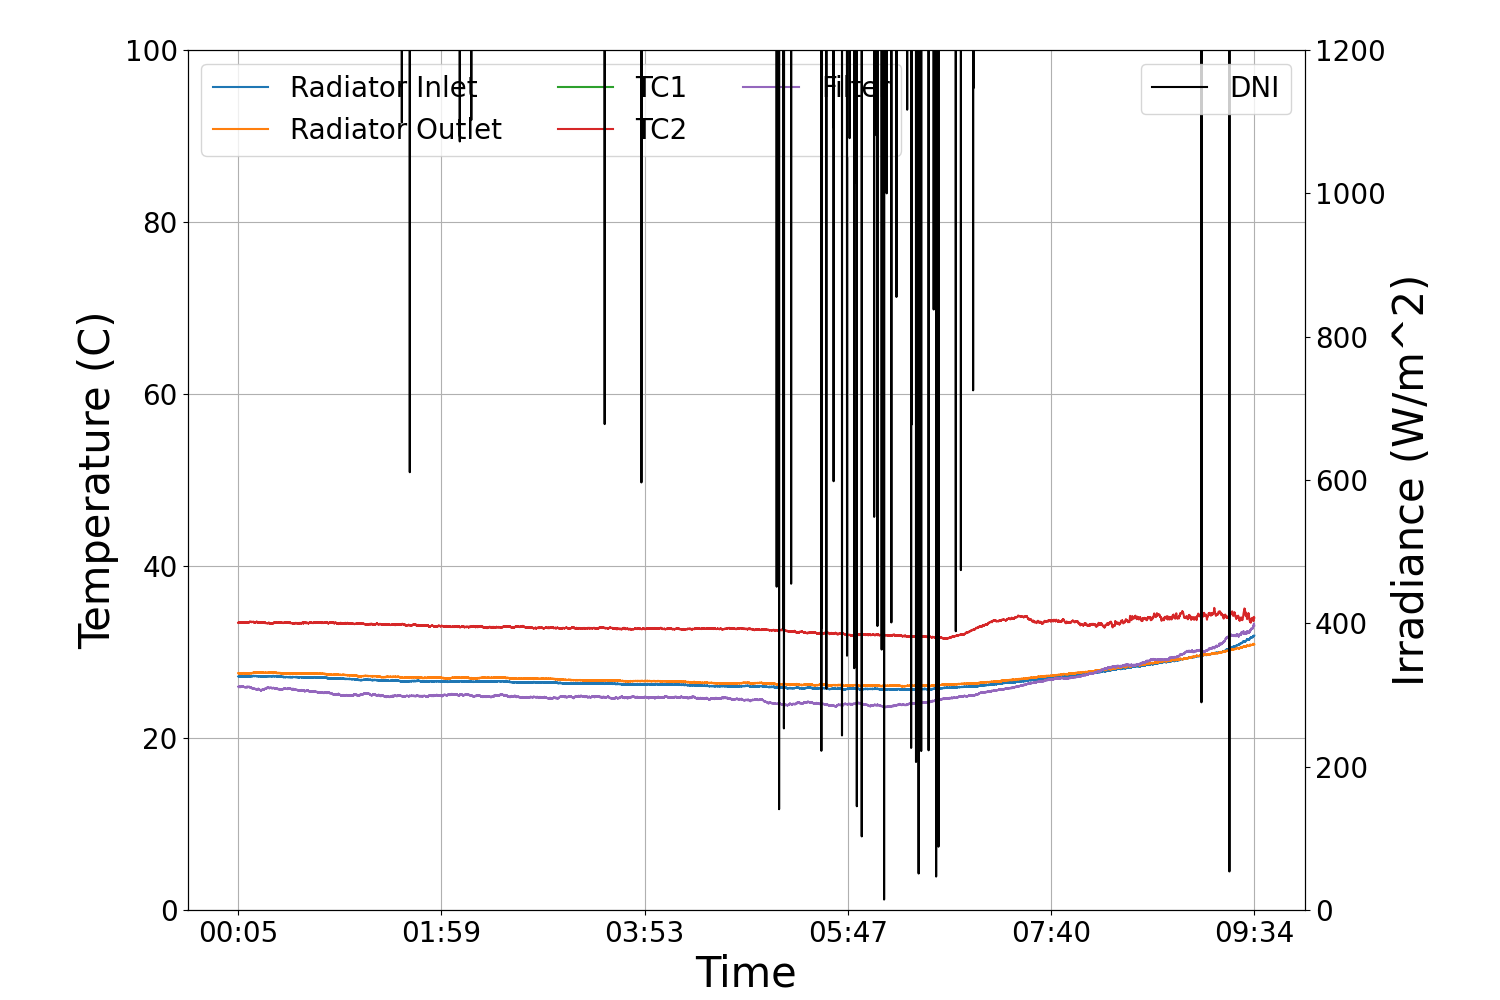 Radiator Inlet
Radiator Outlet
TC1
TC2
Filter
DNI
100
80
60
40
20
0
Temperature (C)
1200
1000
800
600
400
200
0
Irradiance (W/m^2)
00:05 01:59 03:53 05:47 07:40 09:34
Time